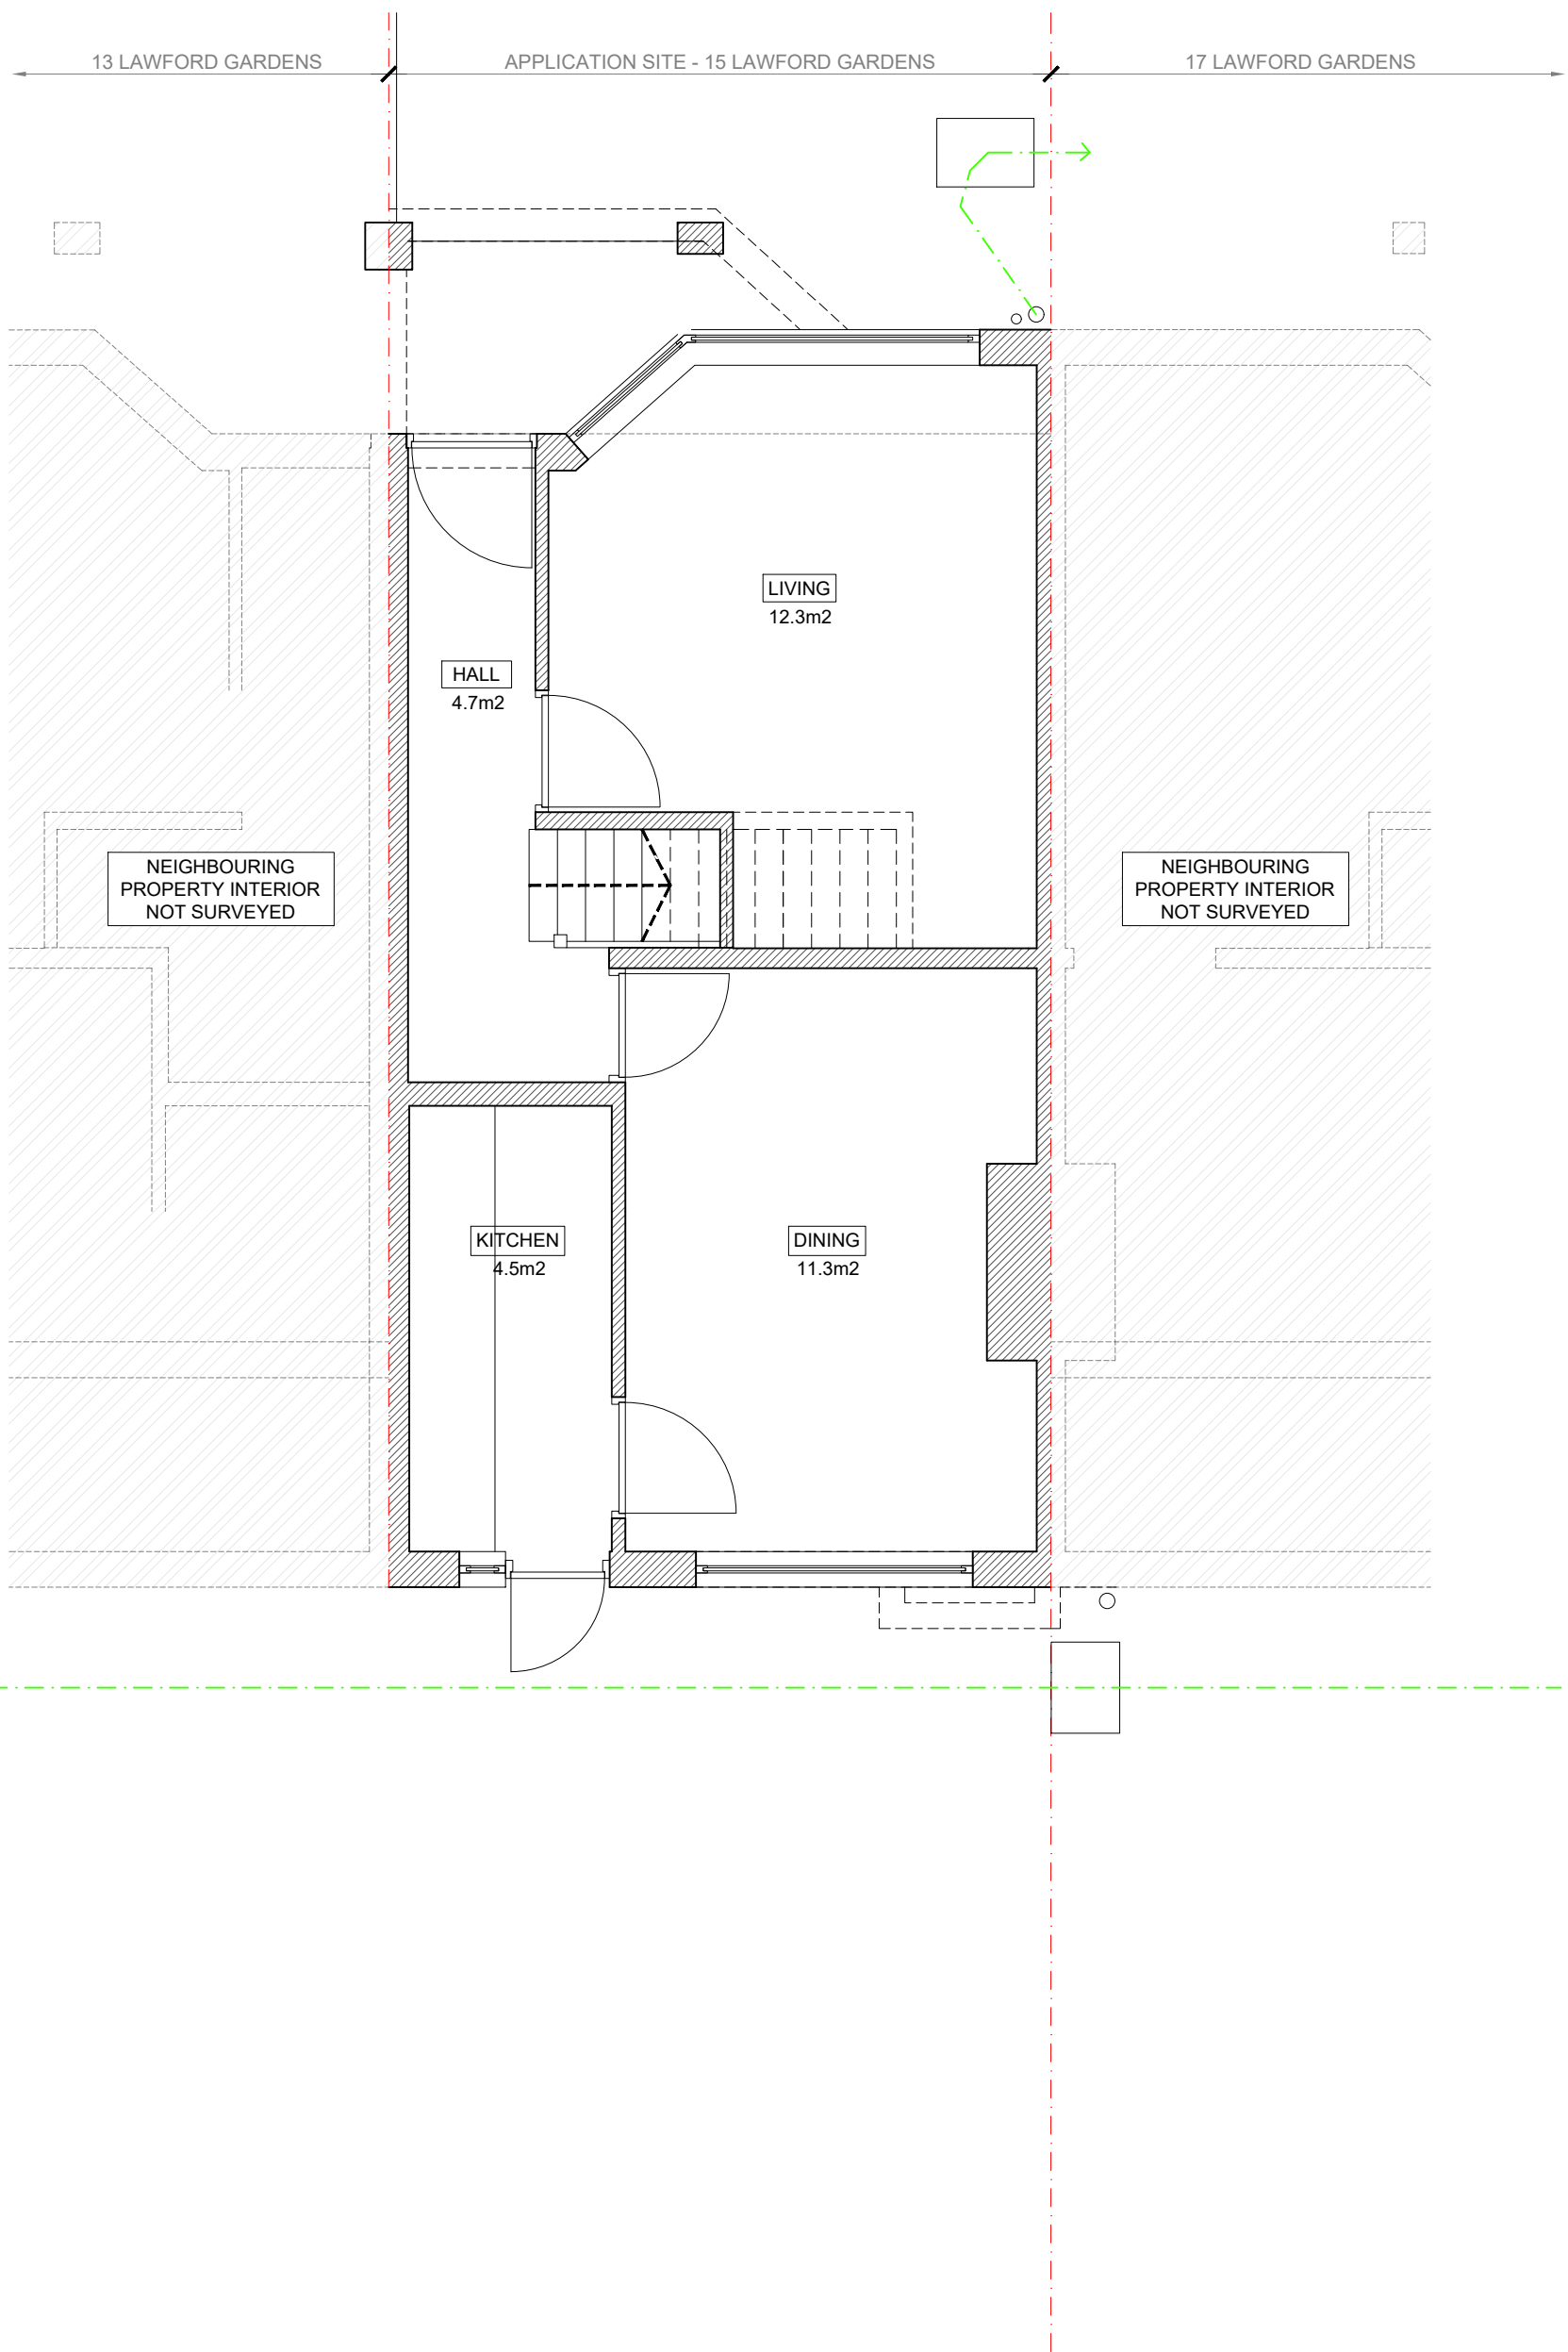 13 LAWFORD GARDENS
APPLICATION SITE - 15 LAWFORD GARDENS
17 LAWFORD GARDENS
LIVING
12.3m2
HALL
4.7m2
NEIGHBOURING
PROPERTY INTERIOR
NOT SURVEYED
NEIGHBOURING
PROPERTY INTERIOR
NOT SURVEYED
KITCHEN
4.5m2
DINING
11.3m2